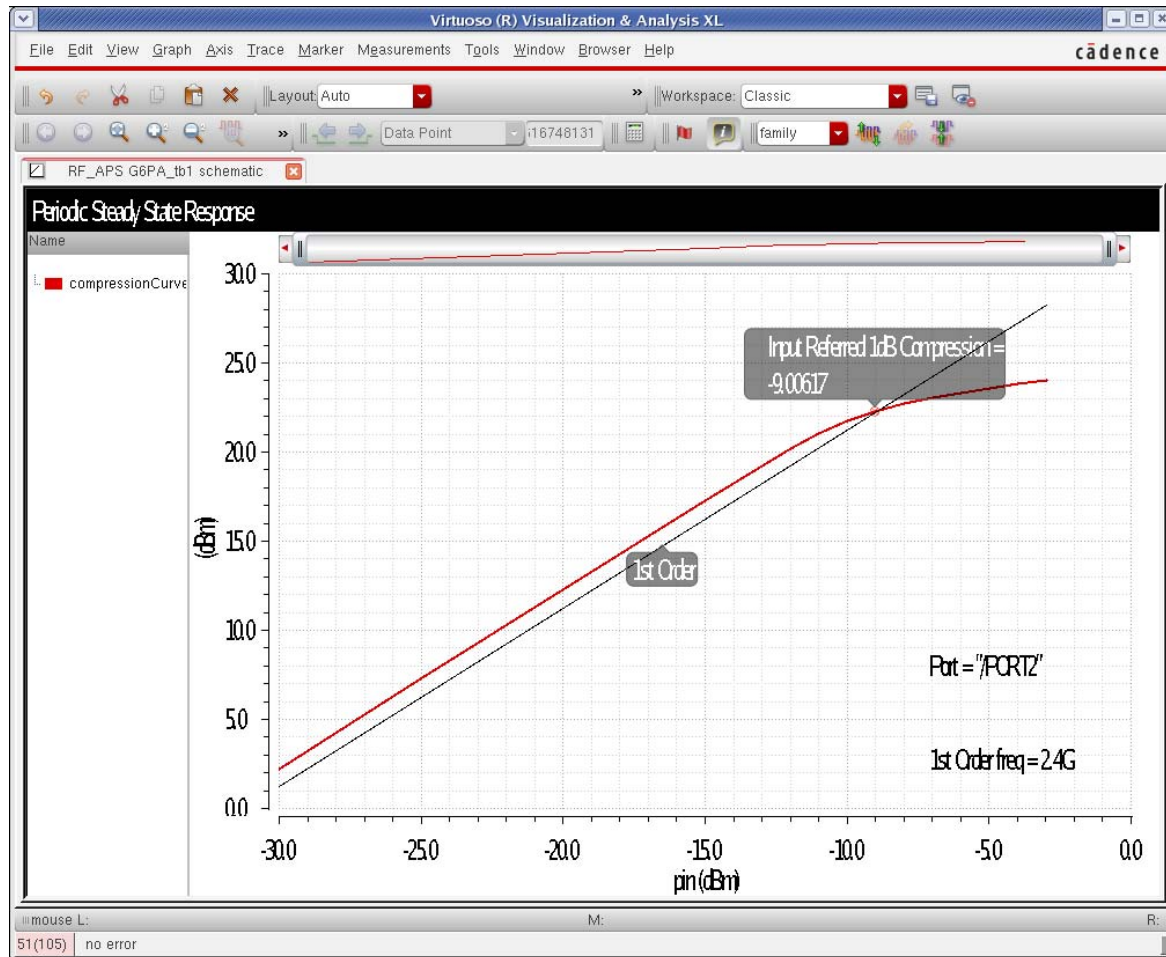 Virtuoso (R) Visualization & Analysis XL
File Edit View Graph Axis Trace Marker Measurements Tools Window Browser Help
cādence
Layout: Auto » Workspace: Classic
» Data Point i16748131 family
RF_APS G6PA_tb1 schematic
Periodic Steady State Response
Name
compressionCurve
30.0
25.0
20.0
15.0
10.0
5.0
0.0
(dBm)
Input Referred 1dB Compression =
-9.00617
1st Order
Port = "/PORT2"
1st Order freq = 2.4G
-30.0 -25.0 -20.0 -15.0 -10.0 -5.0 0.0
pin (dBm)
mouse L: M: R:
51(105) no error